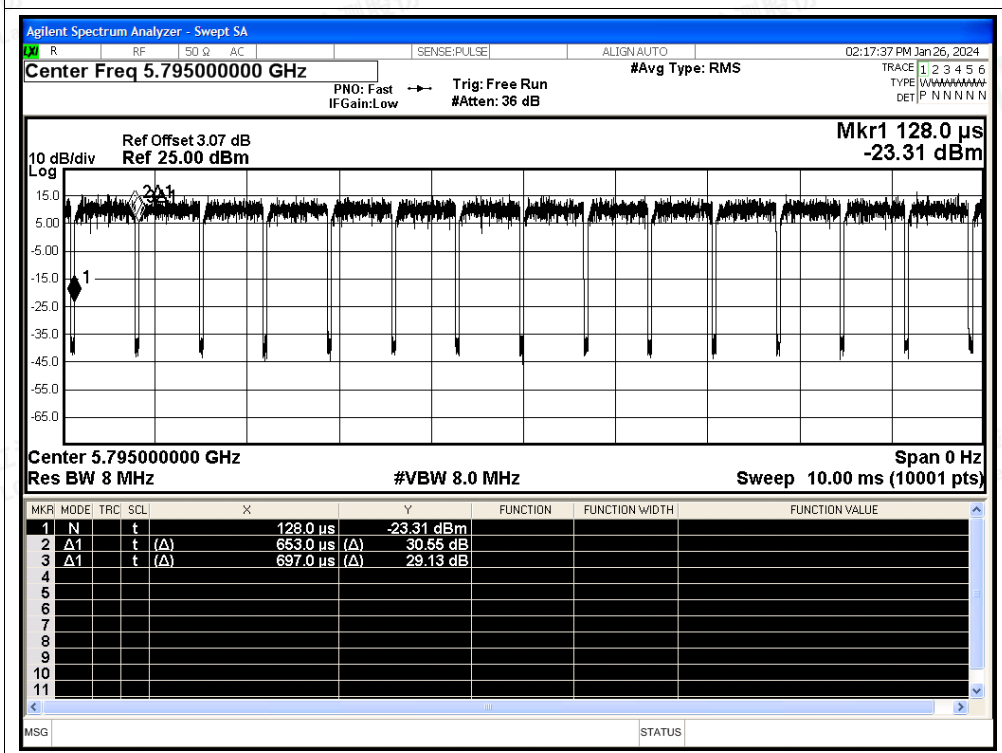 Agilent Spectrum Analyzer - Swept SA
LXI R RF 50 Ω AC SENSE:PULSE ALIGN AUTO 02:17:37 PM Jan 26, 2024
Center Freq 5.795000000 GHz #Avg Type: RMS TRACE 1 2 3 4 5 6
PNO: Fast Trig: Free Run TYPE WWWWWW
IFGain:Low #Atten: 36 dB DET P N N N N N
Mkr1 128.0 µs
-23.31 dBm
Ref Offset 3.07 dB
10 dB/div Ref 25.00 dBm
Log
15.0
5.00
-5.00
-15.0
-25.0
-35.0
-45.0
-55.0
-65.0
2Δ1
1
Center 5.795000000 GHz Span 0 Hz
Res BW 8 MHz #VBW 8.0 MHz Sweep 10.00 ms (10001 pts)
MKR MODE TRC SCL X Y FUNCTION FUNCTION WIDTH FUNCTION VALUE
1 N t 128.0 µs -23.31 dBm
2 Δ1 t (Δ) 653.0 µs (Δ) 30.55 dB
3 Δ1 t (Δ) 697.0 µs (Δ) 29.13 dB
4
5
6
7
8
9
10
11
MSG STATUS